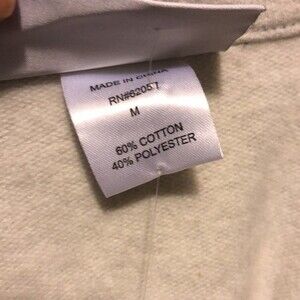 MADE IN CHINA
RN#62051
M
60% COTTON
40% POLYESTER